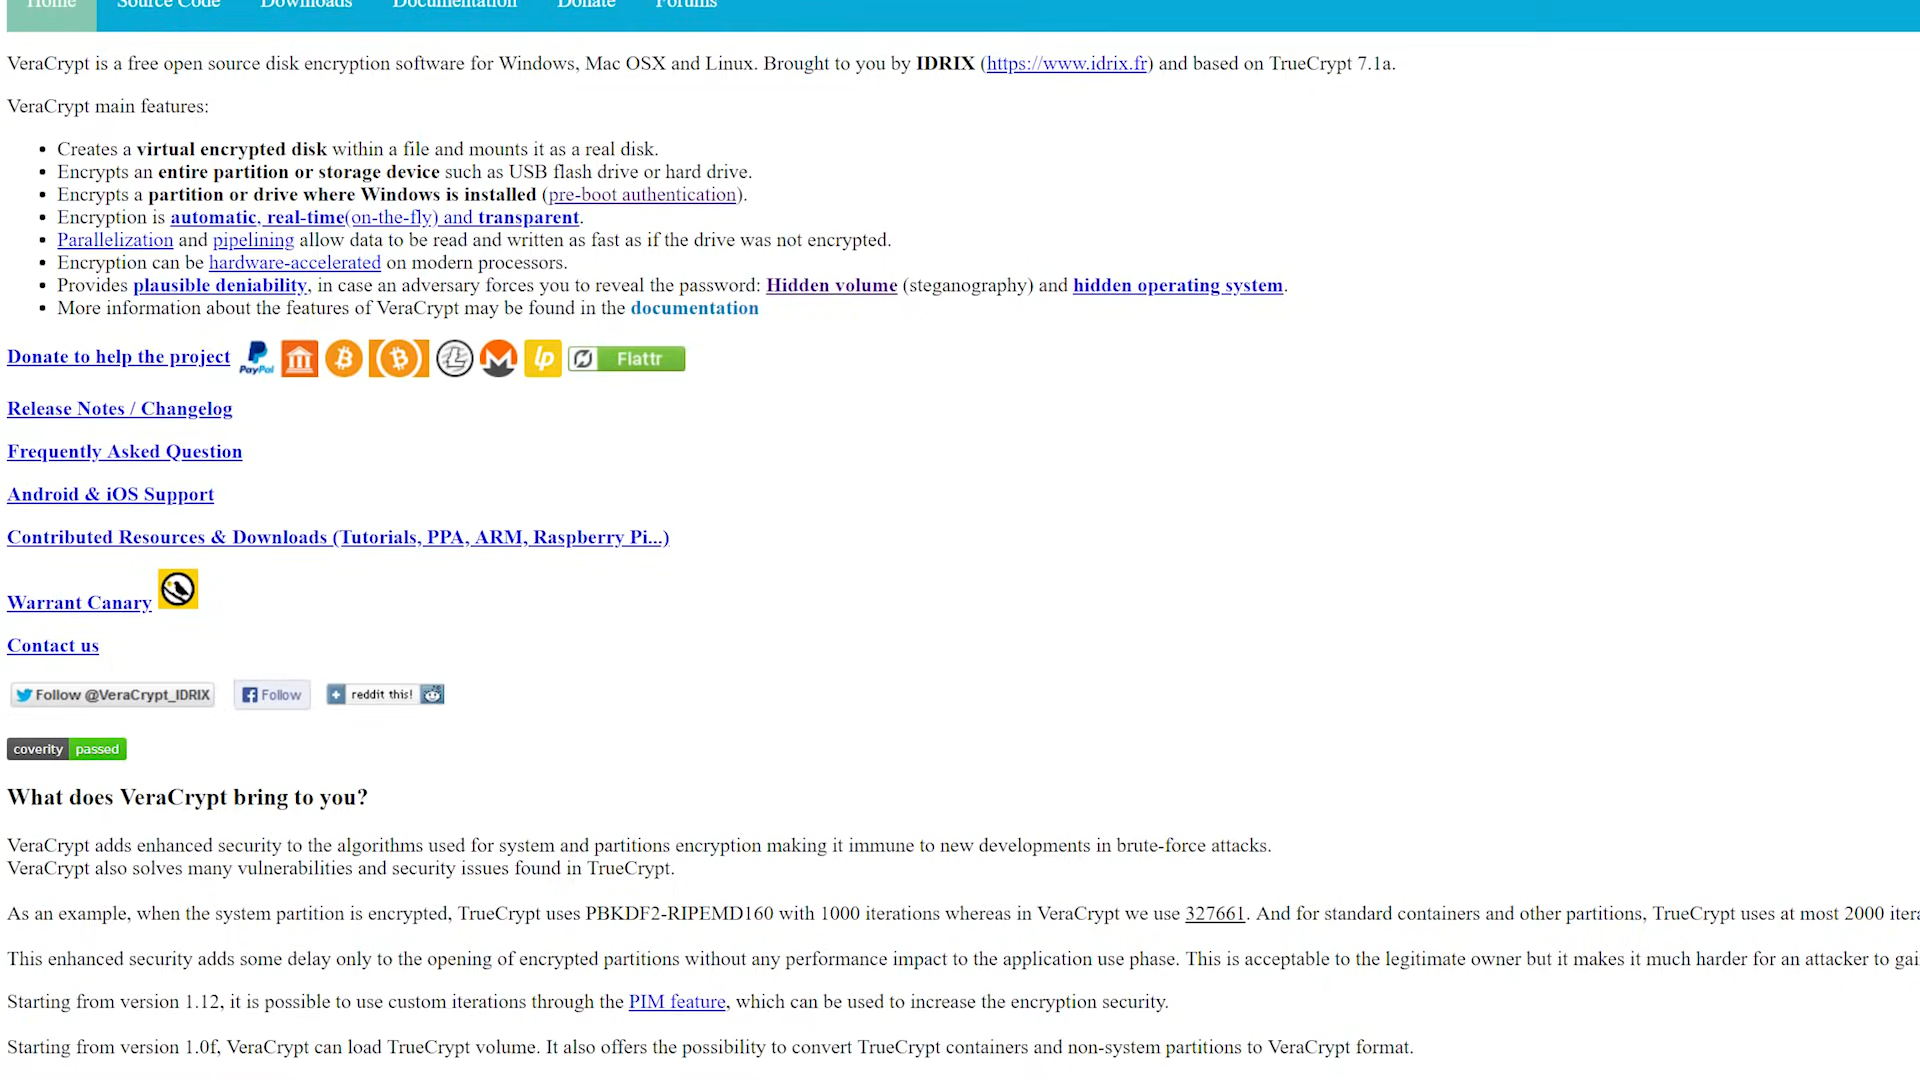 Home Source Code Downloads Documentation Donate Forums
VeraCrypt is a free open source disk encryption software for Windows, Mac OSX and Linux. Brought to you by IDRIX (https://www.idrix.fr) and based on TrueCrypt 7.1a.
VeraCrypt main features:
• Creates a virtual encrypted disk within a file and mounts it as a real disk.
• Encrypts an entire partition or storage device such as USB flash drive or hard drive.
• Encrypts a partition or drive where Windows is installed (pre-boot authentication).
• Encryption is automatic, real-time(on-the-fly) and transparent.
• Parallelization and pipelining allow data to be read and written as fast as if the drive was not encrypted.
• Encryption can be hardware-accelerated on modern processors.
• Provides plausible deniability, in case an adversary forces you to reveal the password: Hidden volume (steganography) and hidden operating system.
• More information about the features of VeraCrypt may be found in the documentation
Donate to help the project PayPal lp Flattr
Release Notes / Changelog
Frequently Asked Question
Android & iOS Support
Contributed Resources & Downloads (Tutorials, PPA, ARM, Raspberry Pi...)
Warrant Canary
Contact us
Follow @VeraCrypt_IDRIX Follow reddit this!
coverity passed
What does VeraCrypt bring to you?
VeraCrypt adds enhanced security to the algorithms used for system and partitions encryption making it immune to new developments in brute-force attacks.
VeraCrypt also solves many vulnerabilities and security issues found in TrueCrypt.
As an example, when the system partition is encrypted, TrueCrypt uses PBKDF2-RIPEMD160 with 1000 iterations whereas in VeraCrypt we use 327661. And for standard containers and other partitions, TrueCrypt uses at most 2000
This enhanced security adds some delay only to the opening of encrypted partitions without any performance impact to the application use phase. This is acceptable to the legitimate owner but it makes it much harder for an attacker to
Starting from version 1.12, it is possible to use custom iterations through the PIM feature, which can be used to increase the encryption security.
Starting from version 1.0f, VeraCrypt can load TrueCrypt volume. It also offers the possibility to convert TrueCrypt containers and non-system partitions to VeraCrypt format.